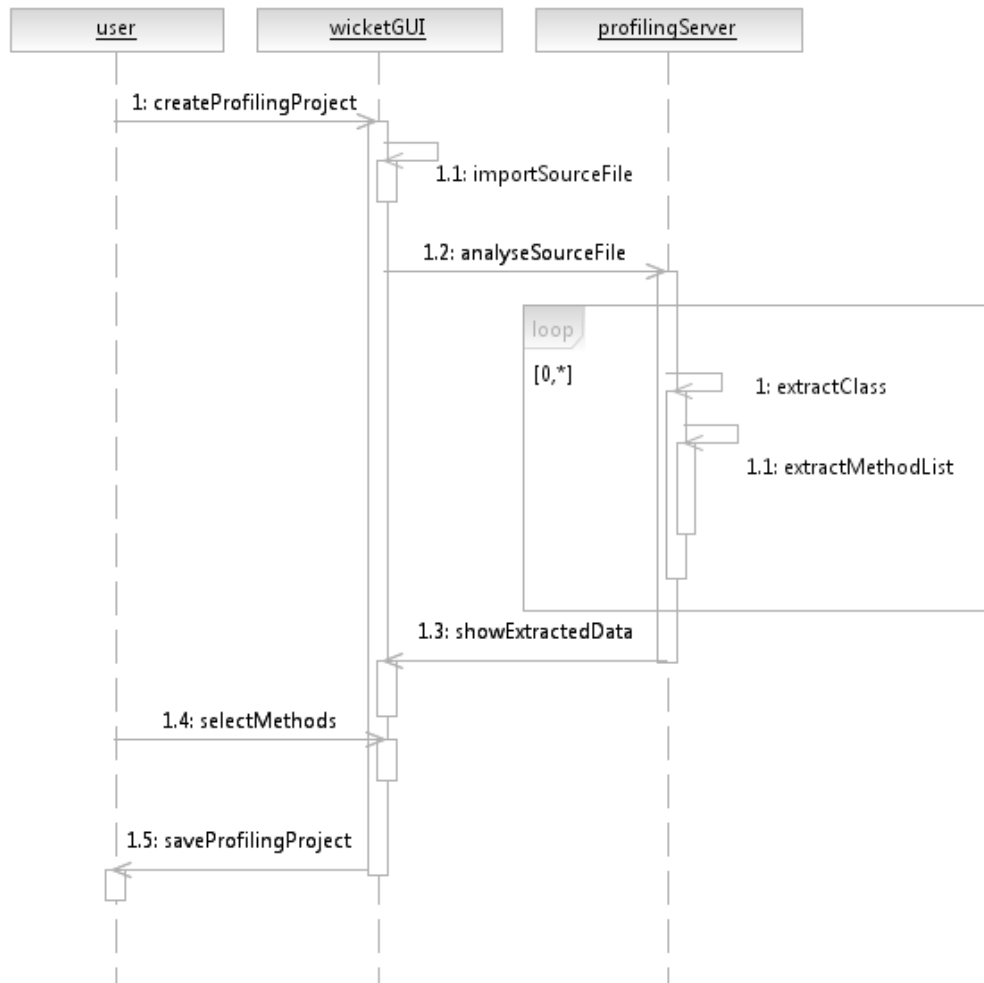 user
wicketGUI
profilingServer
1: createProfilingProject
1.1: importSourceFile
1.2: analyseSourceFile
loop
[0,*]
1: extractClass
1.1: extractMethodList
1.3: showExtractedData
1.4: selectMethods
1.5: saveProfilingProject